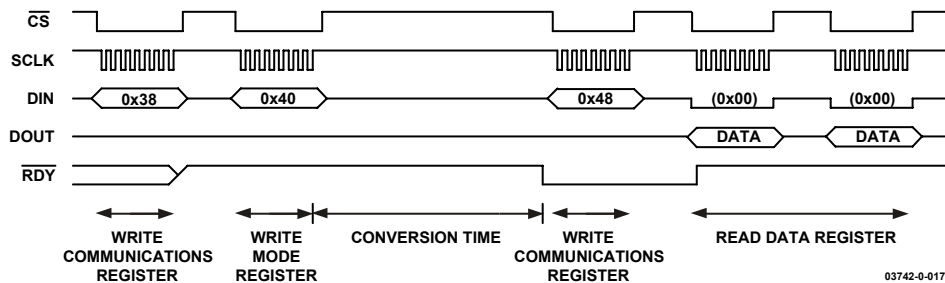 CS
SCLK
DIN 0x38 0x40 0x48 (0x00) (0x00)
DOUT DATA DATA
RDY
WRITE COMMUNICATIONS REGISTER
WRITE MODE REGISTER
CONVERSION TIME
WRITE COMMUNICATIONS REGISTER
READ DATA REGISTER
03742-0-017